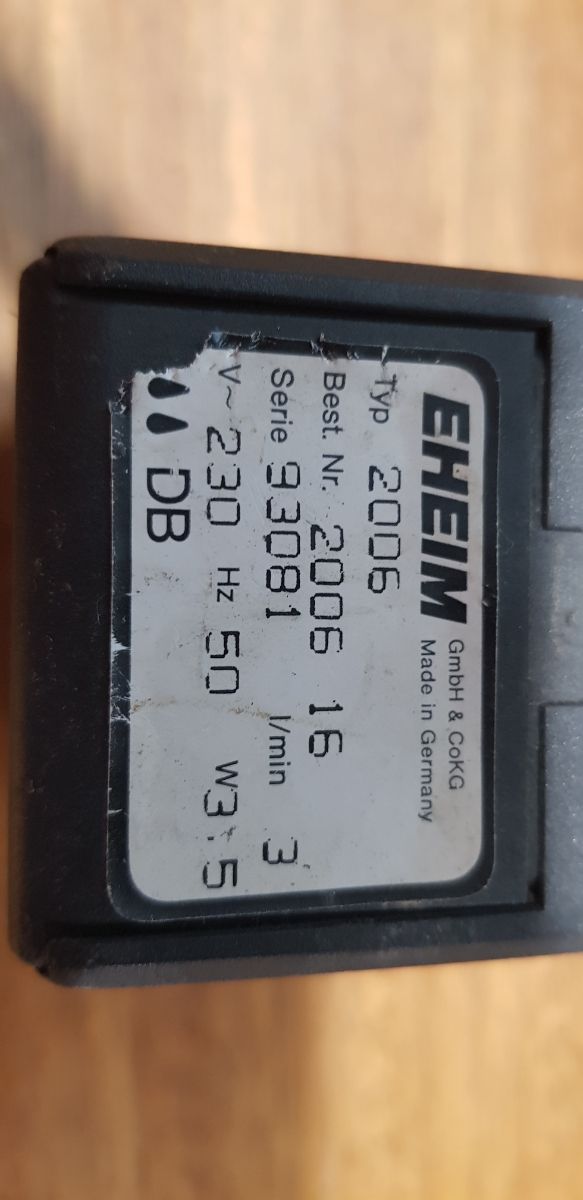 EHEIM GmbH & CoKG
Made in Germany
Typ 2006
Best. Nr. 2006 16
Serie 93081 l/min 3
V~ 230 Hz 50 W3.5
DB